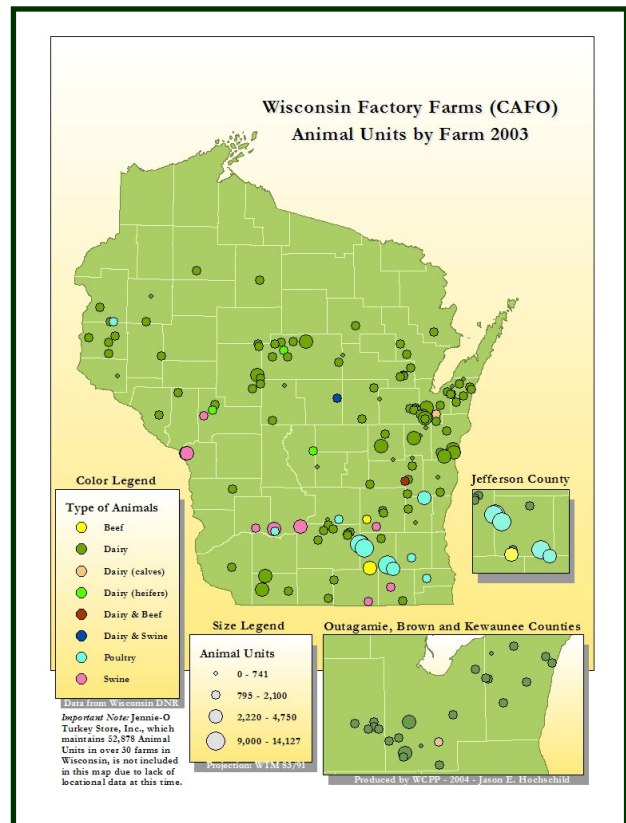 Wisconsin Factory Farms (CAFO)
Animal Units by Farm 2003
Color Legend
Type of Animals
Beef
Dairy
Dairy (calves)
Dairy (heifers)
Dairy & Beef
Dairy & Swine
Poultry
Swine
Data from Wisconsin DNR
Important Note: Jennie-O
Turkey Store, Inc., which
maintains 52,878 Animal
Units in over 30 farms in
Wisconsin, is not included
in this map due to lack of
locational data at this time.
Size Legend
Animal Units
0 - 741
795 - 2,100
2,220 - 4,750
9,000 - 14,127
Projection: WTM 83/91
Jefferson County
Outagamie, Brown and Kewaunee Counties
Produced by WCPP - 2004 - Jason E. Hochschild